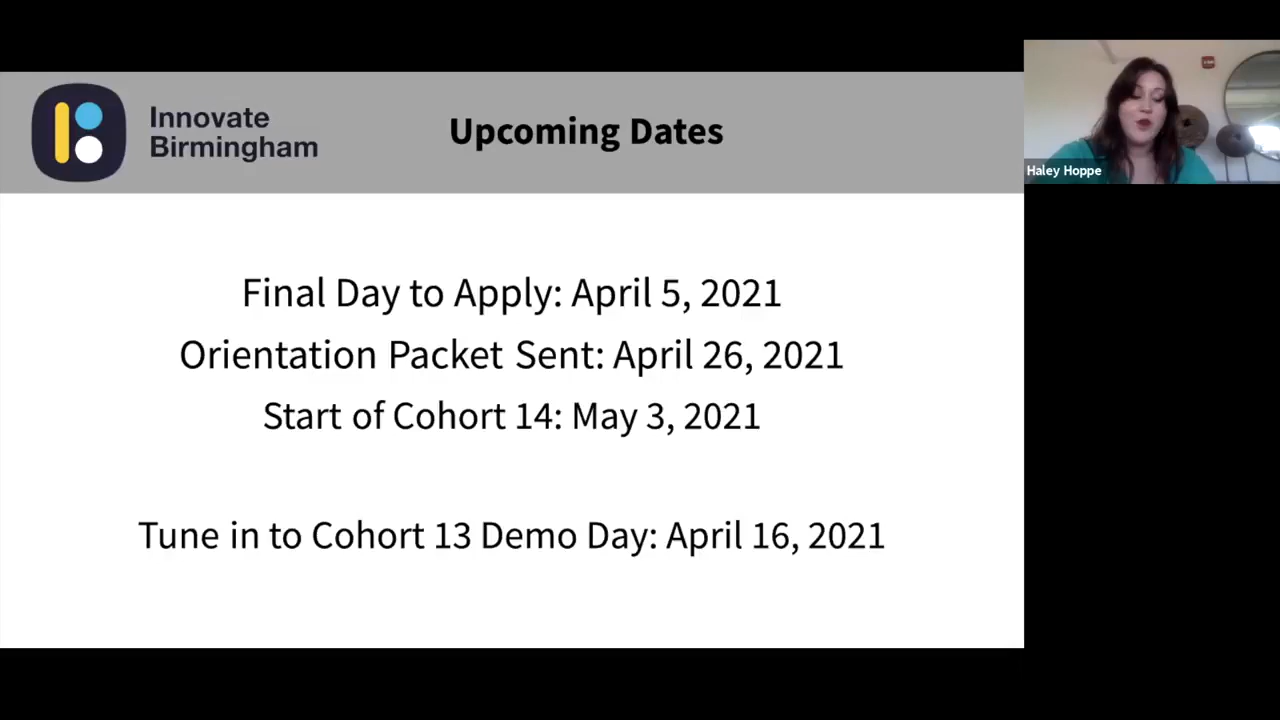 Innovate
Birmingham
Upcoming Dates
Haley Hoppe
Final Day to Apply: April 5, 2021
Orientation Packet Sent: April 26, 2021
Start of Cohort 14: May 3, 2021
Tune in to Cohort 13 Demo Day: April 16, 2021